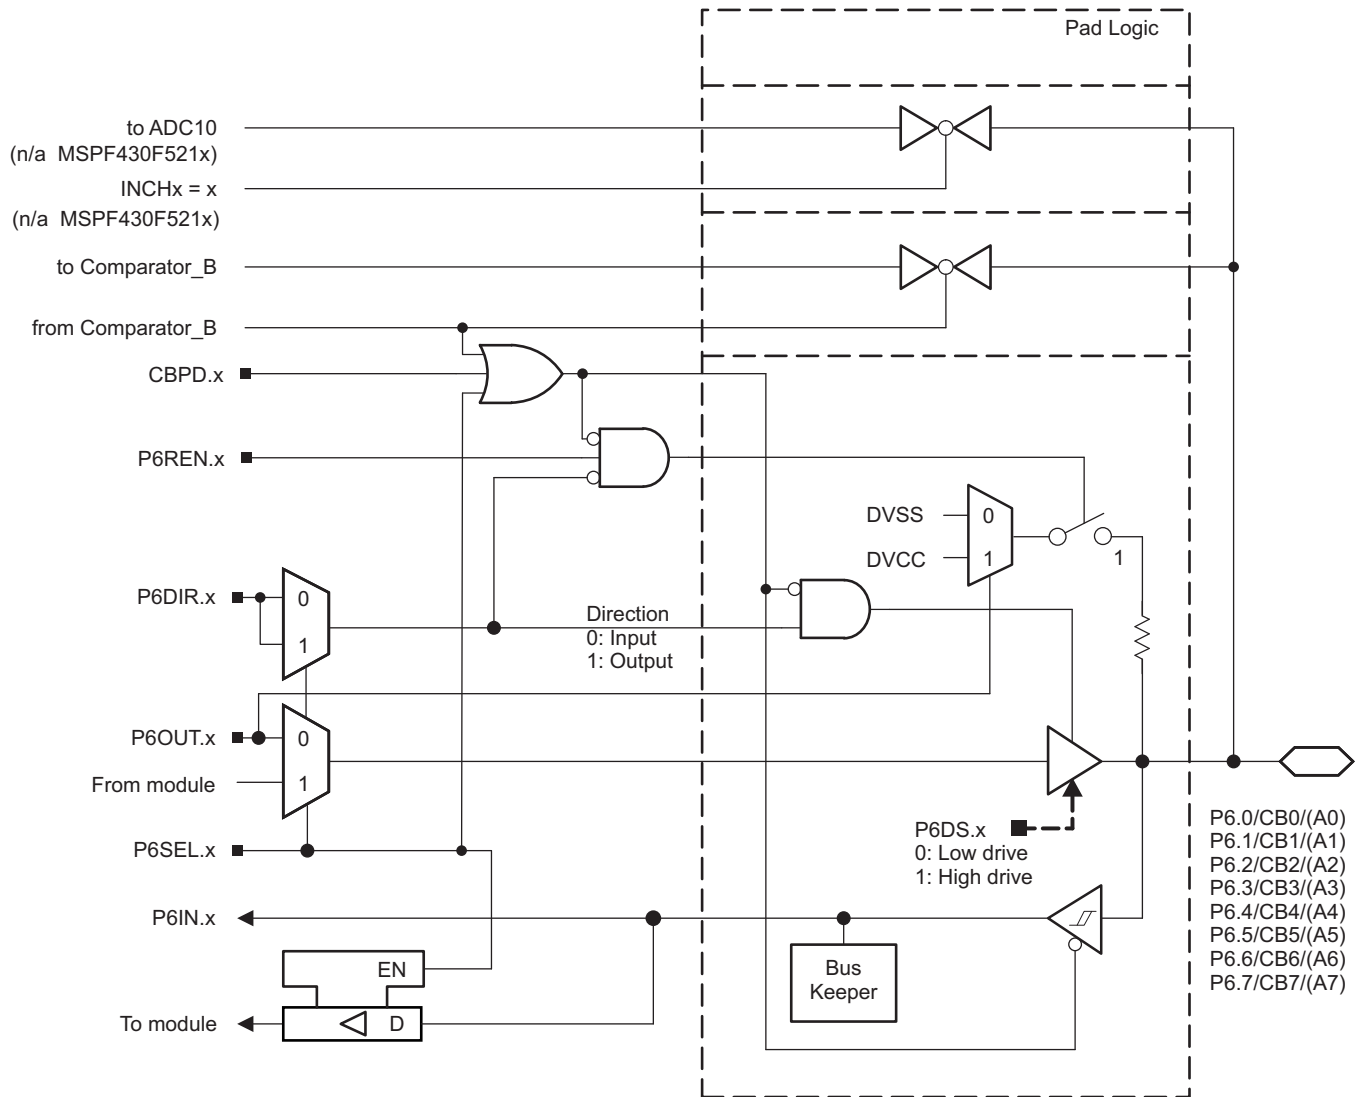 Pad Logic
to ADC10
(n/a MSPF430F521x)
INCHx = x
(n/a MSPF430F521x)
to Comparator_B
from Comparator_B
CBPD.x
P6REN.x
DVSS
0
DVCC
1
1
P6DIR.x
0
1
Direction
0: Input
1: Output
P6OUT.x
0
From module
1
P6SEL.x
P6DS.x
0: Low drive
1: High drive
P6.0/CB0/(A0)
P6.1/CB1/(A1)
P6.2/CB2/(A2)
P6.3/CB3/(A3)
P6.4/CB4/(A4)
P6.5/CB5/(A5)
P6.6/CB6/(A6)
P6.7/CB7/(A7)
P6IN.x
Bus
Keeper
EN
To module
D